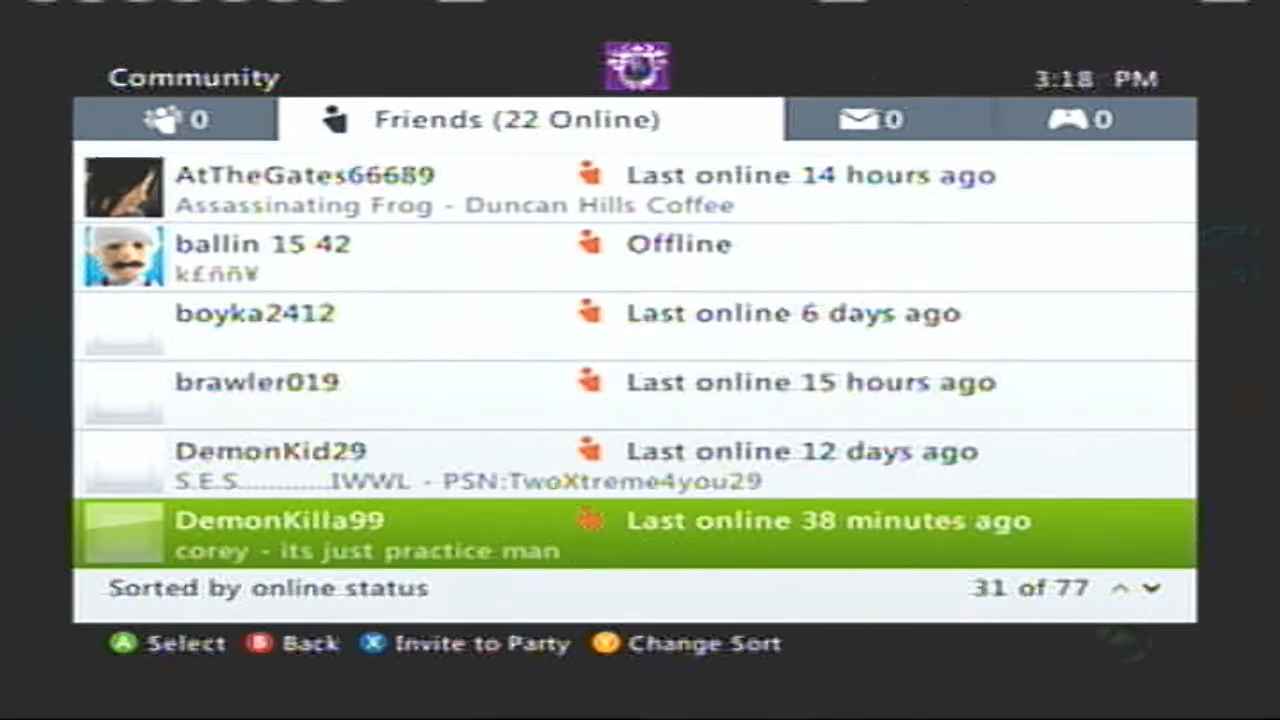 Community
3:18 PM
0
Friends (22 Online)
0
0
AtTheGates66689
Last online 14 hours ago
Assassinating Frog - Duncan Hills Coffee
ballin 15 42
Offline
k£ññ¥
boyka2412
Last online 6 days ago
brawler019
Last online 15 hours ago
DemonKid29
Last online 12 days ago
S.E.S...........IWWL - PSN:TwoXtreme4you29
DemonKilla99
Last online 38 minutes ago
corey - its just practice man
Sorted by online status
31 of 77
A Select B Back X Invite to Party Y Change Sort